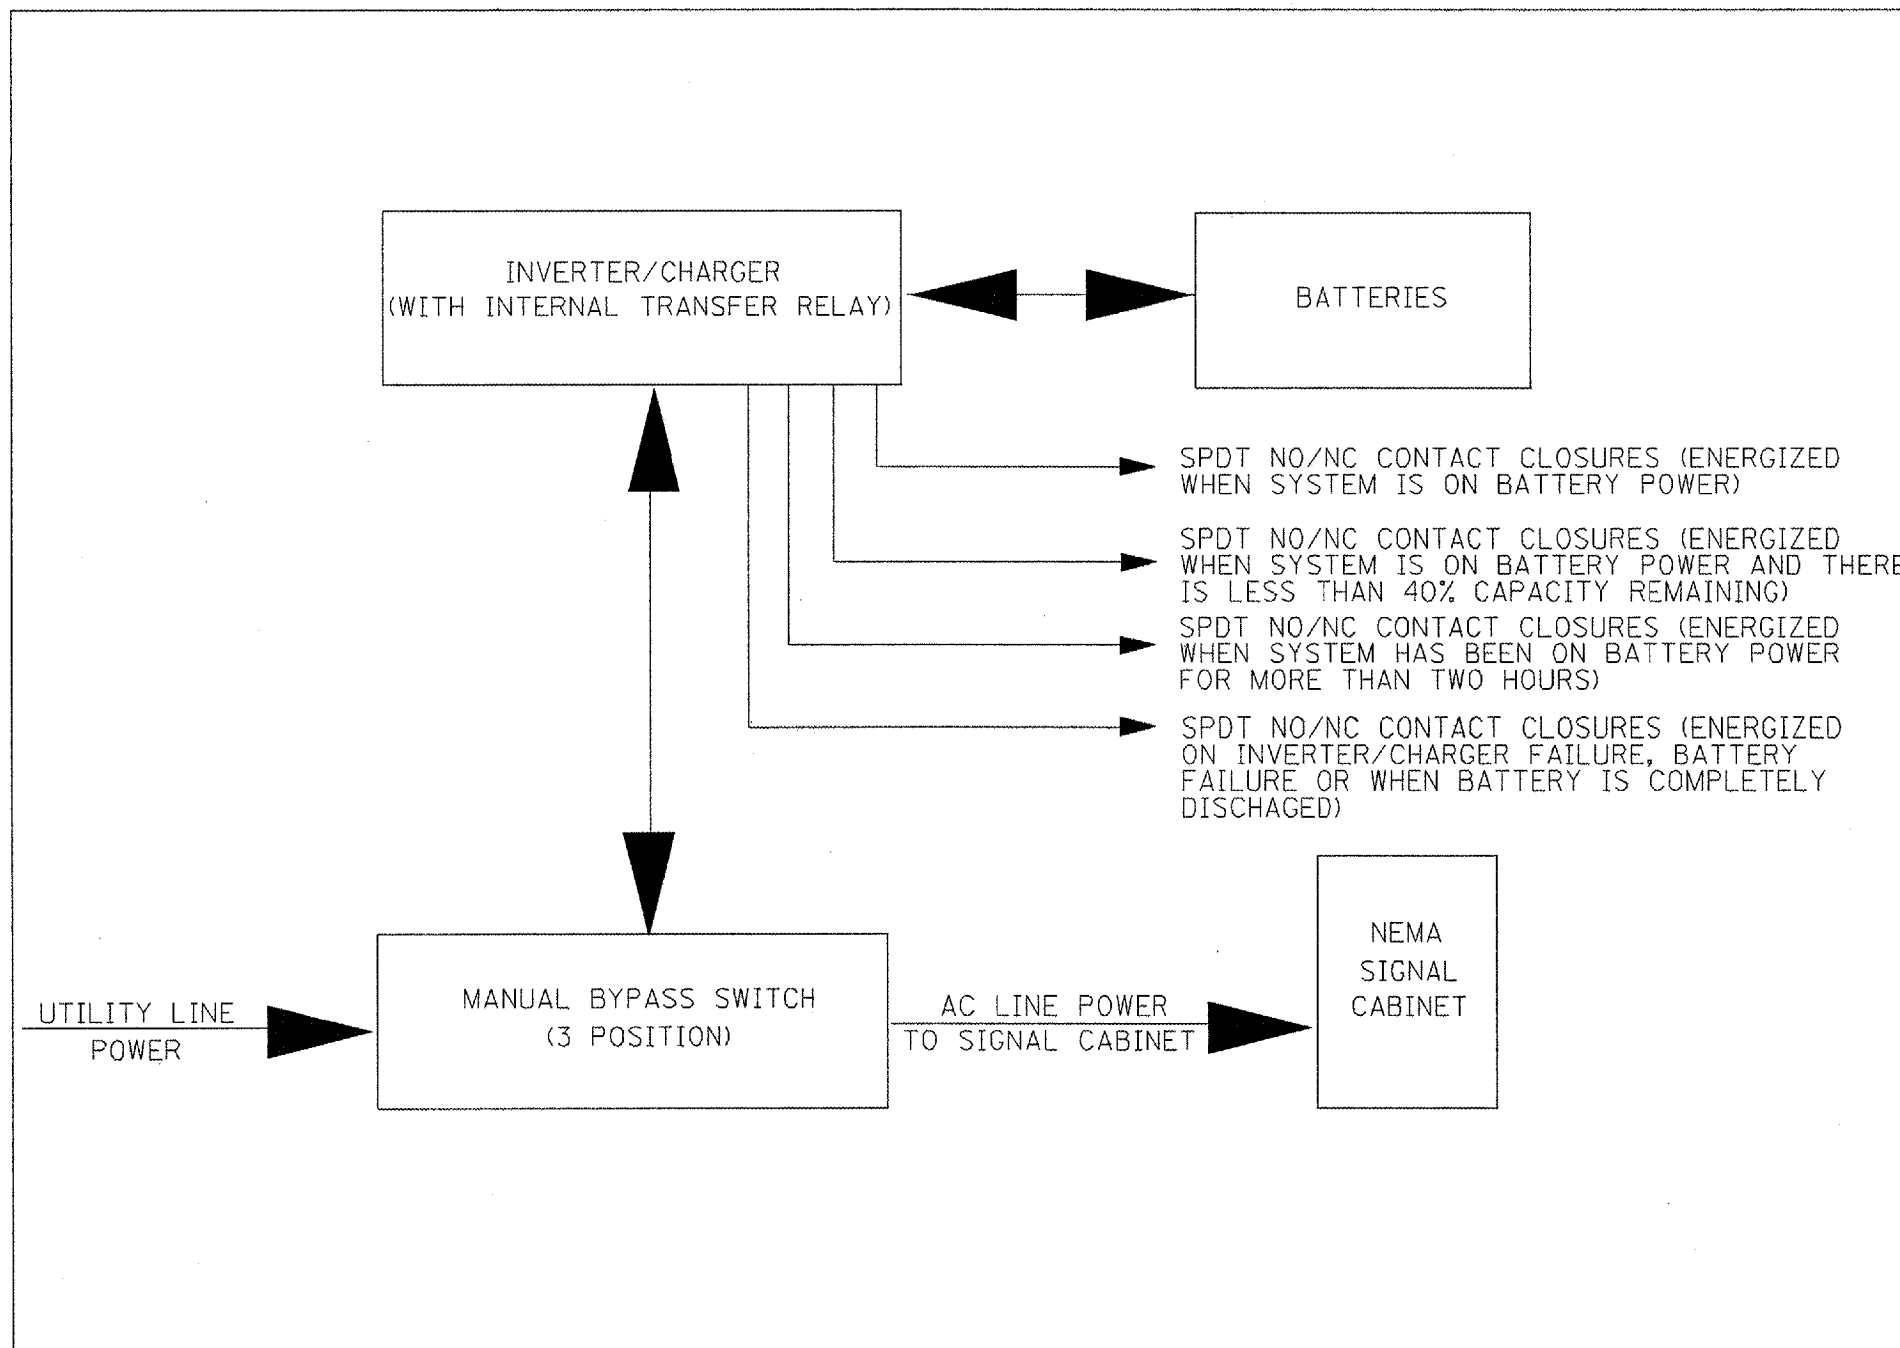 INVERTER/CHARGER
(WITH INTERNAL TRANSFER RELAY)
BATTERIES
SPDT NO/NC CONTACT CLOSURES (ENERGIZED
WHEN SYSTEM IS ON BATTERY POWER)
SPDT NO/NC CONTACT CLOSURES (ENERGIZED
WHEN SYSTEM IS ON BATTERY POWER AND THERE
IS LESS THAN 40% CAPACITY REMAINING)
SPDT NO/NC CONTACT CLOSURES (ENERGIZED
WHEN SYSTEM HAS BEEN ON BATTERY POWER
FOR MORE THAN TWO HOURS)
SPDT NO/NC CONTACT CLOSURES (ENERGIZED
ON INVERTER/CHARGER FAILURE, BATTERY
FAILURE OR WHEN BATTERY IS COMPLETELY
DISCHAGED)
UTILITY LINE
POWER
MANUAL BYPASS SWITCH
(3 POSITION)
AC LINE POWER
TO SIGNAL CABINET
NEMA
SIGNAL
CABINET